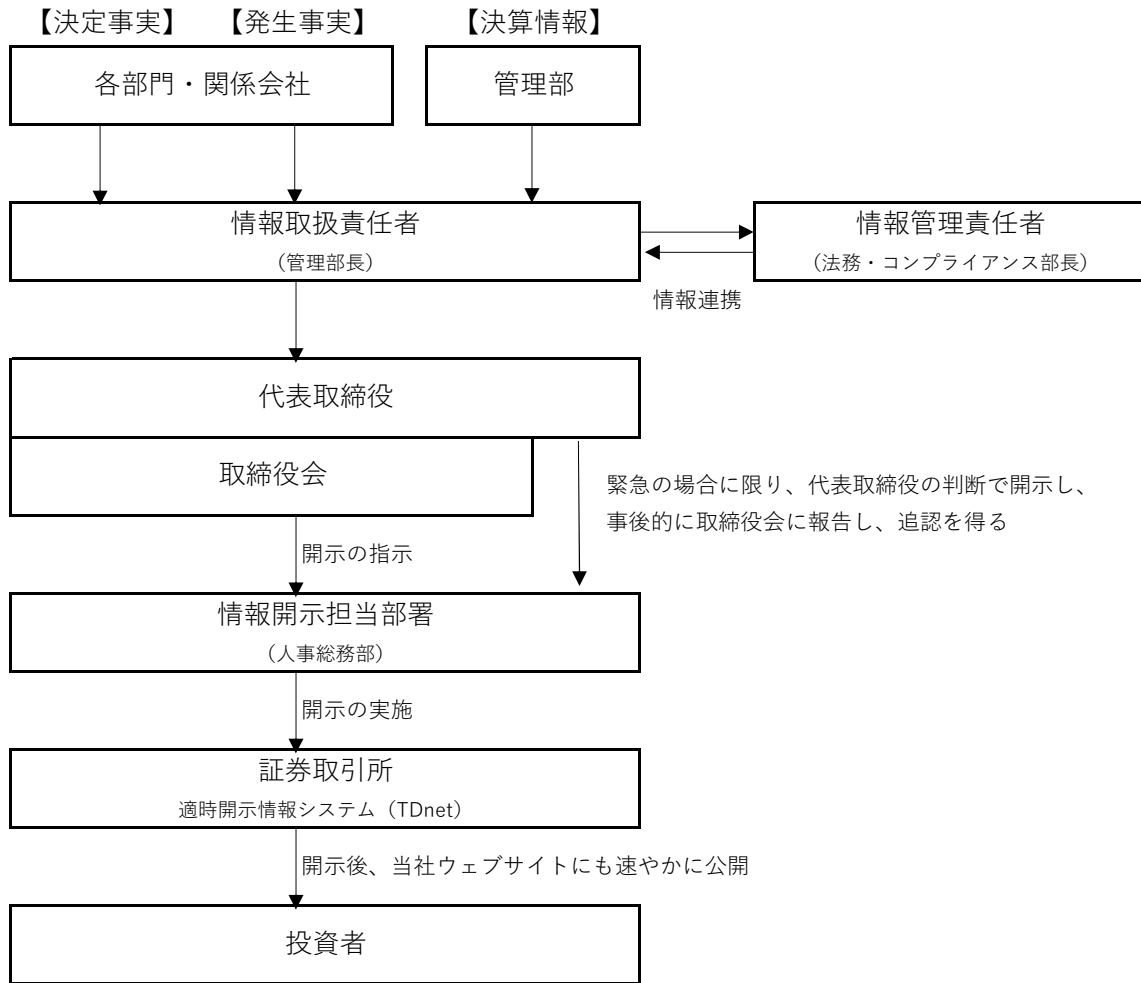 【決定事実】 【発生事実】 【決算情報】
各部門・関係会社
管理部
情報取扱責任者
（管理部長）
情報管理責任者
（法務・コンプライアンス部長）
情報連携
代表取締役
取締役会
緊急の場合に限り、代表取締役の判断で開示し、
事後的に取締役会に報告し、追認を得る
開示の指示
情報開示担当部署
（人事総務部）
開示の実施
証券取引所
適時開示情報システム（TDnet）
開示後、当社ウェブサイトにも速やかに公開
投資者